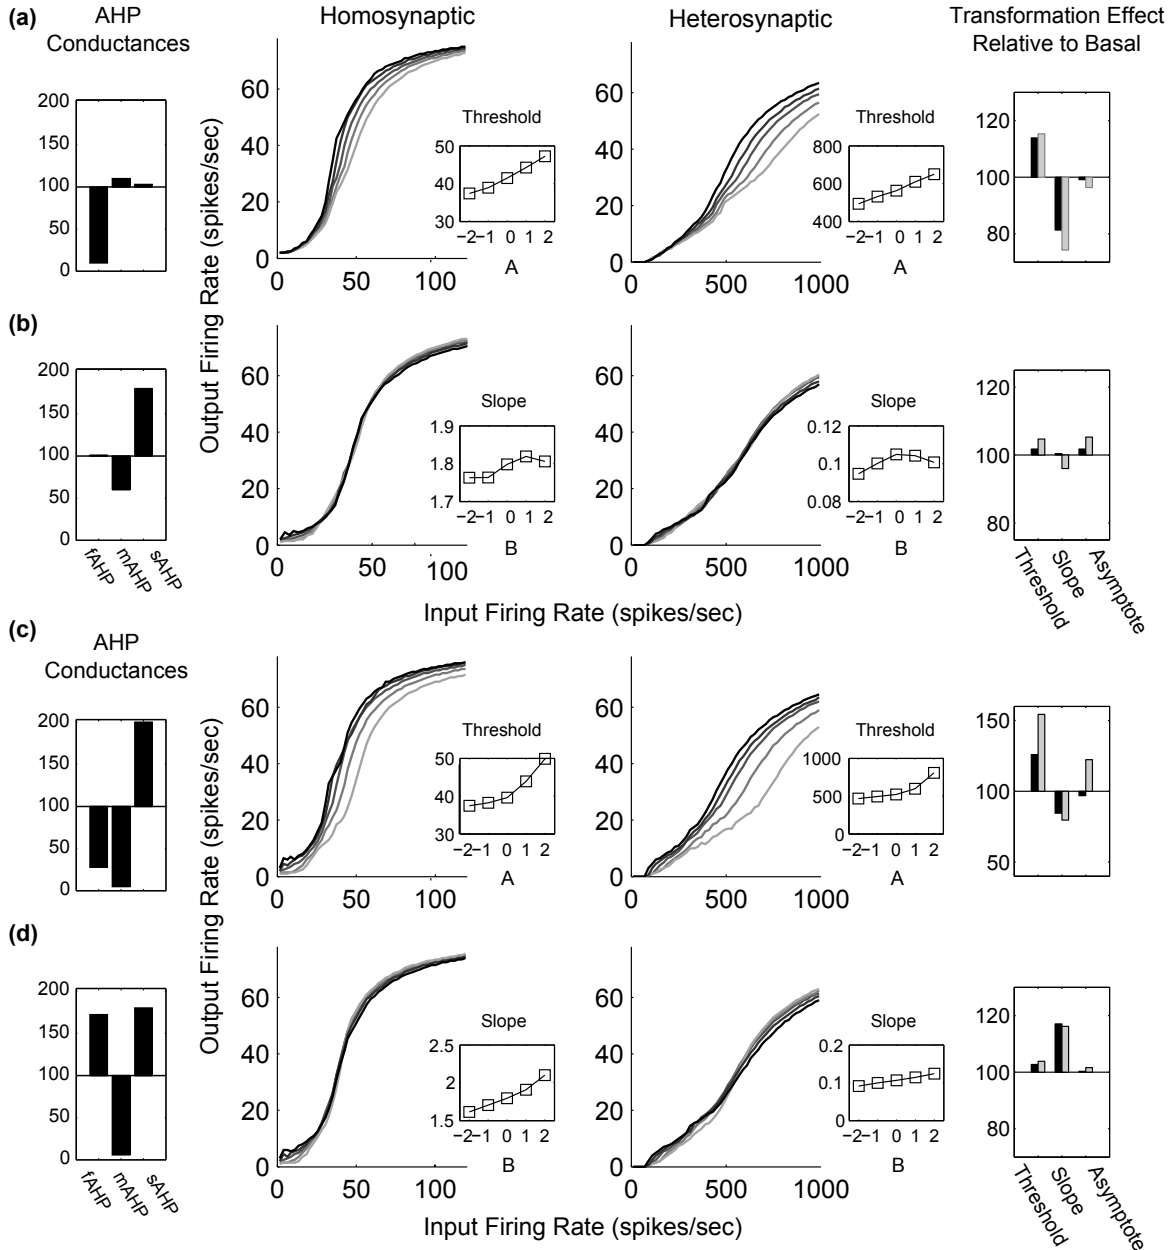 (a)
AHP
Conductances
Homosynaptic
Heterosynaptic
Transformation Effect
Relative to Basal
200
150
100
50
0
Output Firing Rate (spikes/sec)
60
40
20
0
0 50 100
Threshold
50
40
30
−2 −1 0 1 2
A
60
40
20
0
0 500 1000
Threshold
800
600
400
−2 −1 0 1 2
A
120
100
80
(b)
200
150
100
50
0
fAHP mAHP sAHP
60
40
20
0
0 50 100
Slope
1.9
1.8
1.7
−2 −1 0 1 2
B
60
40
20
0
0 500 1000
Slope
0.12
0.1
0.08
−2 −1 0 1 2
B
120
100
80
Threshold Slope Asymptote
Input Firing Rate (spikes/sec)
(c)
AHP
Conductances
200
150
100
50
0
Output Firing Rate (spikes/sec)
60
40
20
0
0 50 100
Threshold
50
40
30
−2 −1 0 1 2
A
60
40
20
0
0 500 1000
Threshold
1000
500
0
−2 −1 0 1 2
A
150
100
50
(d)
200
150
100
50
0
fAHP mAHP sAHP
60
40
20
0
0 50 100
Slope
2.5
2
1.5
−2 −1 0 1 2
B
60
40
20
0
0 500 1000
Slope
0.2
0.1
0
−2 −1 0 1 2
B
120
100
80
Threshold Slope Asymptote
Input Firing Rate (spikes/sec)